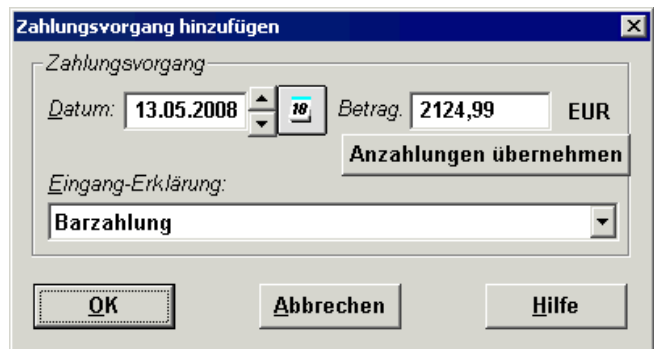 Zahlungsvorgang hinzufügen
Zahlungsvorgang
Datum: 13.05.2008 18 Betrag. 2124,99 EUR
Anzahlungen übernehmen
Eingang-Erklärung:
Barzahlung
OK Abbrechen Hilfe